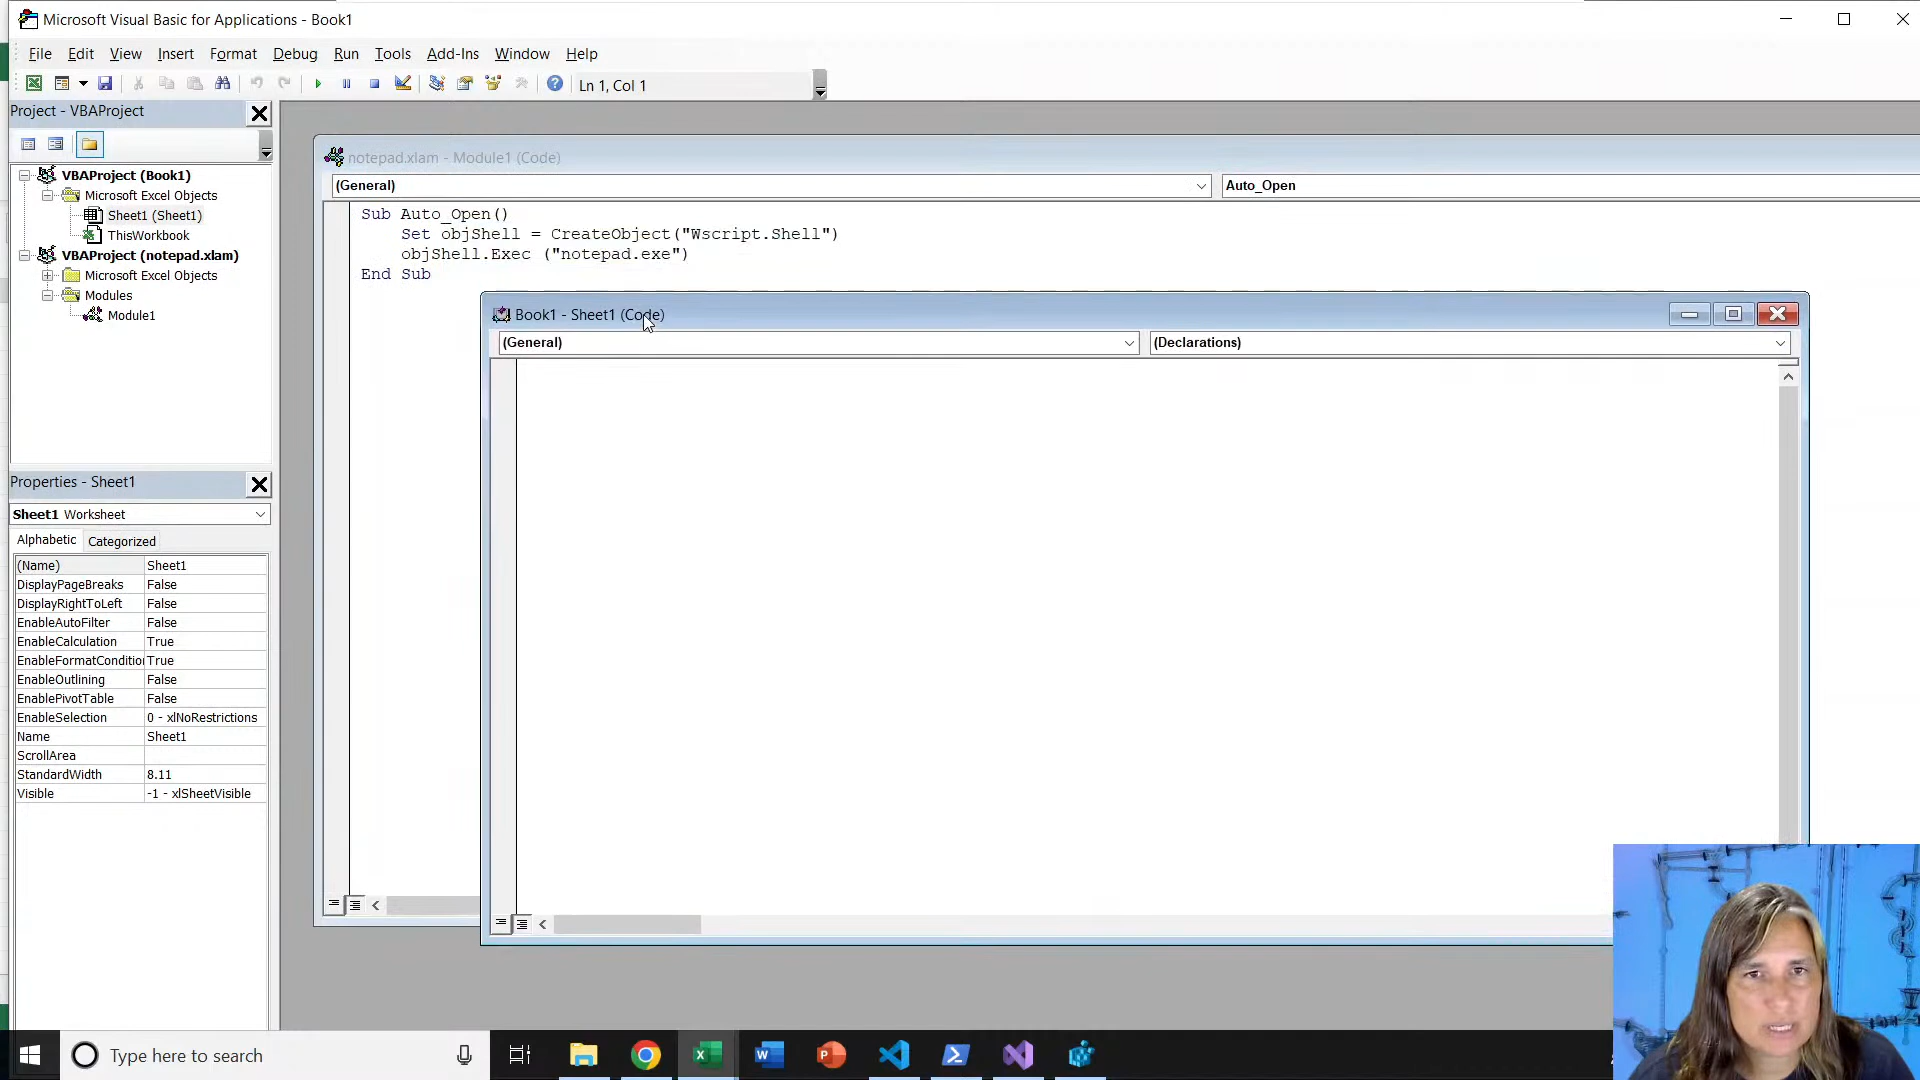 Microsoft Visual Basic for Applications - Book1
File Edit View Insert Format Debug Run Tools Add-Ins Window Help
Ln 1, Col 1
Project - VBAProject
VBAProject (Book1)
Microsoft Excel Objects
Sheet1 (Sheet1)
ThisWorkbook
VBAProject (notepad.xlam)
Microsoft Excel Objects
Modules
Module1
Properties - Sheet1
Sheet1 Worksheet
Alphabetic Categorized
(Name) Sheet1
DisplayPageBreaks False
DisplayRightToLeft False
EnableAutoFilter False
EnableCalculation True
EnableFormatConditio True
EnableOutlining False
EnablePivotTable False
EnableSelection 0 - xlNoRestrictions
Name Sheet1
ScrollArea
StandardWidth 8.11
Visible -1 - xlSheetVisible
notepad.xlam - Module1 (Code)
(General) Auto_Open
Sub Auto_Open()
Set objShell = CreateObject("Wscript.Shell")
objShell.Exec ("notepad.exe")
End Sub
Book1 - Sheet1 (Code)
(General) (Declarations)
Type here to search